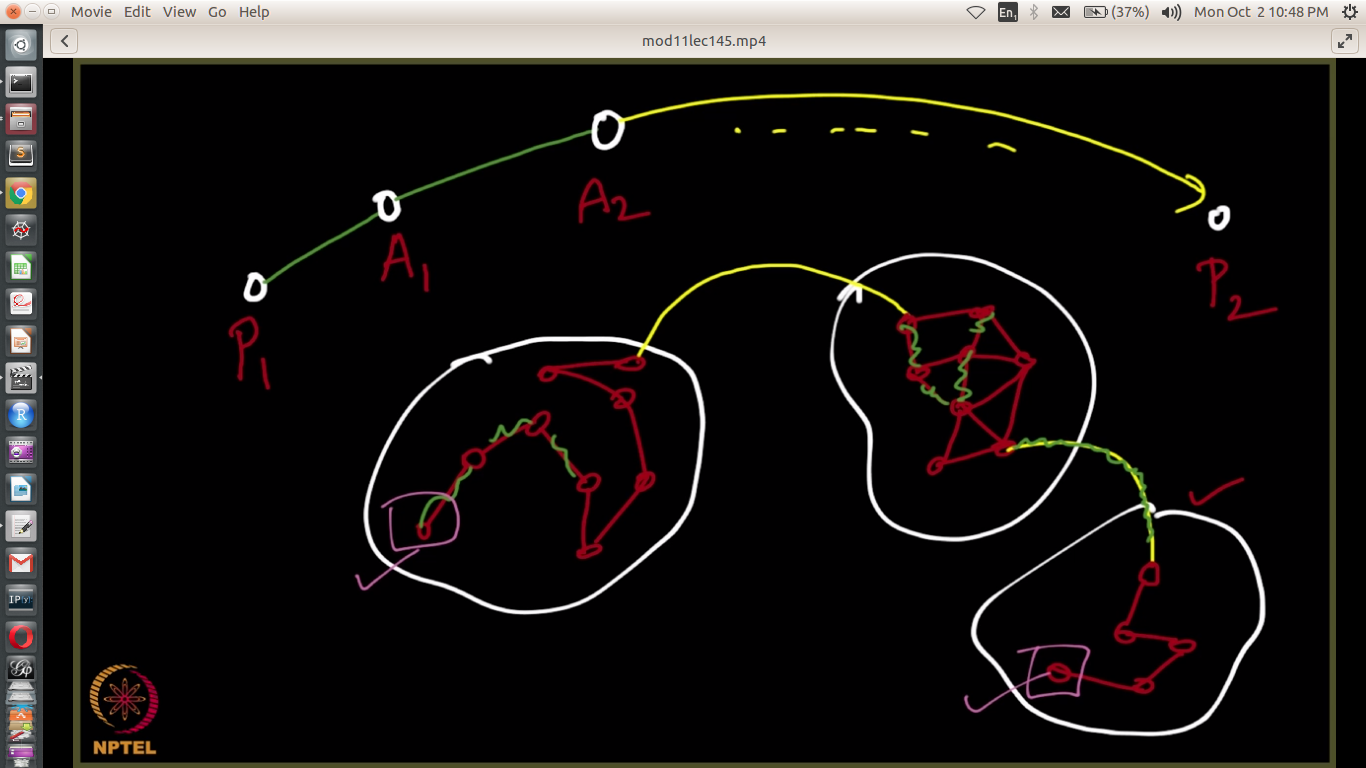 Movie Edit View Go Help
En1 (37%) Mon Oct 2 10:48 PM
mod11lec145.mp4
A2
A1
P2
P1
NPTEL